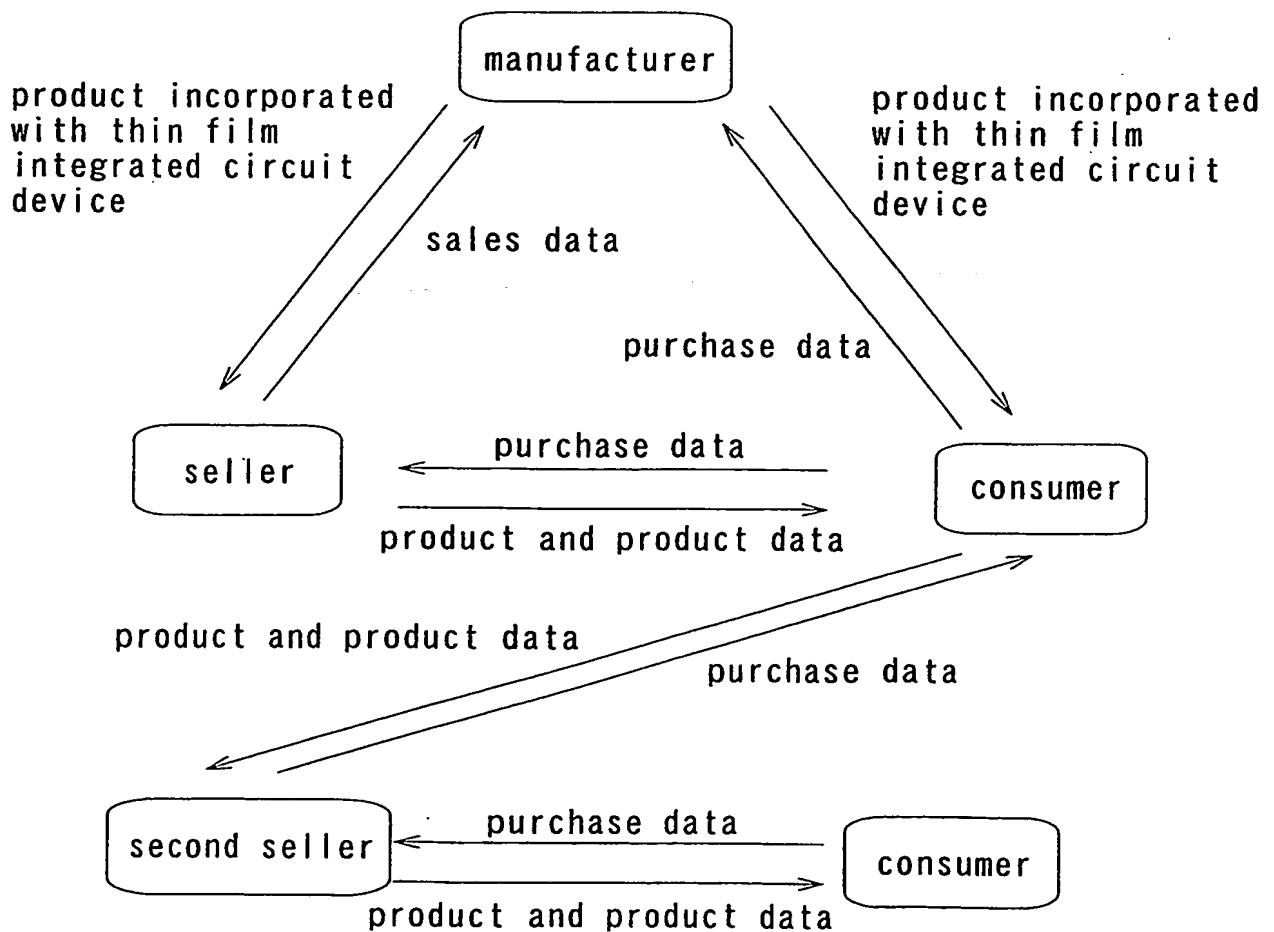 manufacturer
product incorporated
with thin film
integrated circuit
device
product incorporated
with thin film
integrated circuit
device
sales data
purchase data
purchase data
seller
consumer
product and product data
product and product data
purchase data
purchase data
second seller
consumer
product and product data